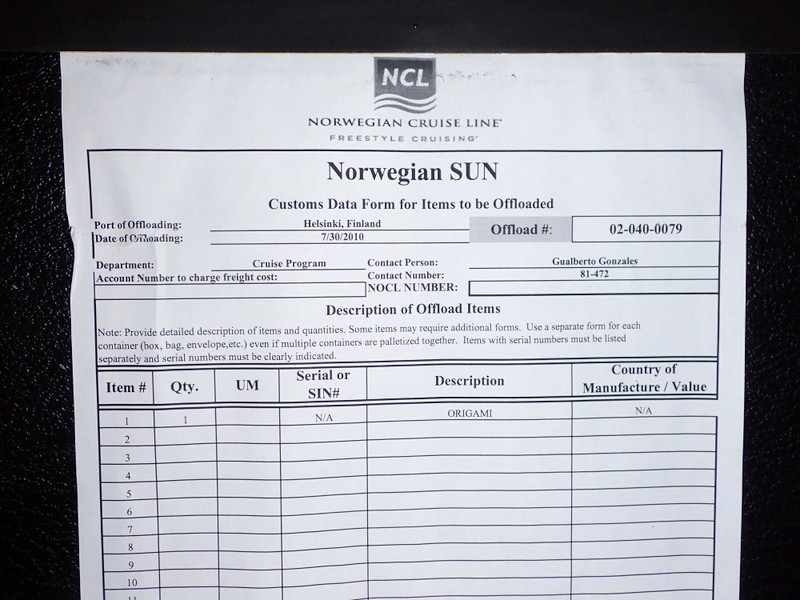 NCL
NORWEGIAN CRUISE LINE®
FREESTYLE CRUISING®
Norwegian SUN
Customs Data Form for Items to be Offloaded
Port of Offloading: Helsinki, Finland Offload #: 02-040-0079
Date of Offloading: 7/30/2010
Department: Cruise Program Contact Person: Gualberto Gonzales
Account Number to charge freight cost: Contact Number: 81-472
NOCL NUMBER:
Description of Offload Items
Note: Provide detailed description of items and quantities. Some items may require additional forms. Use a separate form for each
container (box, bag, envelope,etc.) even if multiple containers are palletized together. Items with serial numbers must be listed
separately and serial numbers must be clearly indicated.
Item # Qty. UM Serial or SIN# Description Country of Manufacture / Value
1 1 N/A ORIGAMI N/A
2
3
4
5
6
7
8
9
10
11